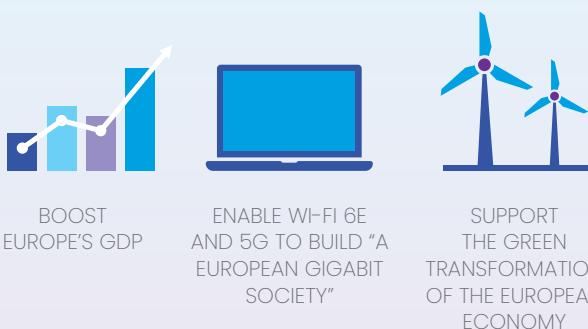 BOOST
EUROPE'S GDP
ENABLE WI-FI 6E
AND 5G TO BUILD “A
EUROPEAN GIGABIT
SOCIETY”
SUPPORT
THE GREEN
TRANSFORMATIO
OF THE EUROPEA
ECONOMY